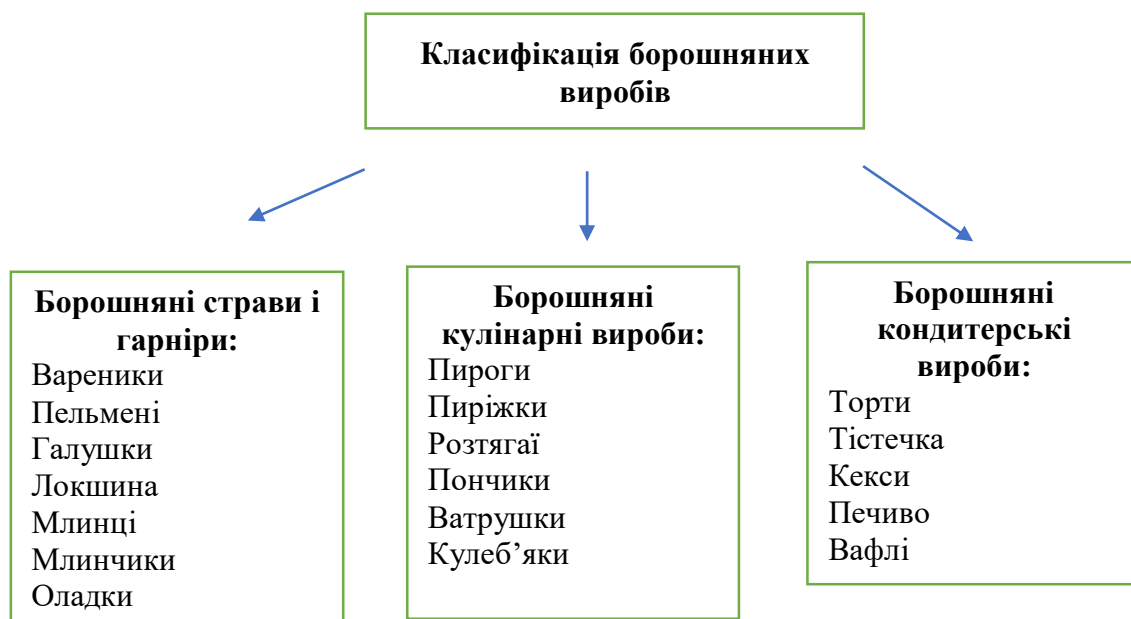 Класифікація борошняних
виробів
Борошняні страви і
гарніри:
Вареники
Пельмені
Галушки
Локшина
Млинці
Млинчики
Оладки
Борошняні
кулінарні вироби:
Пироги
Пиріжки
Розтягаї
Пончики
Ватрушки
Кулеб’яки
Борошняні
кондитерські
вироби:
Торти
Тістечка
Кекси
Печиво
Вафлі